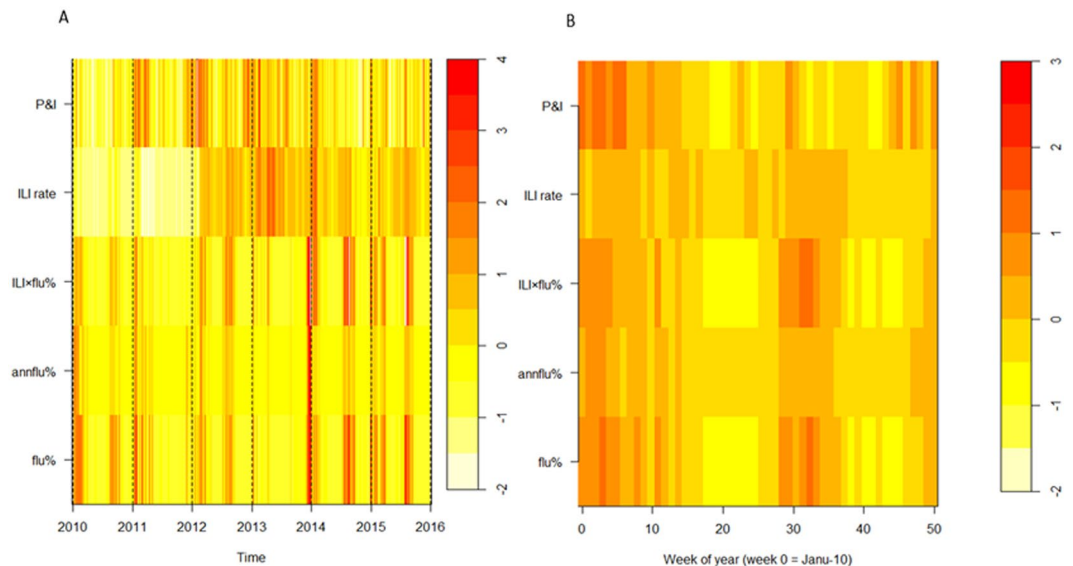 A
P&I
ILI rate
ILI×flu%
annflu%
flu%
2010 2011 2012 2013 2014 2015 2016
Time
4
3
2
1
0
-1
-2
B
P&I
ILI rate
ILI×flu%
annflu%
flu%
0 10 20 30 40 50
Week of year (week 0 = Janu-10)
3
2
1
0
-1
-2